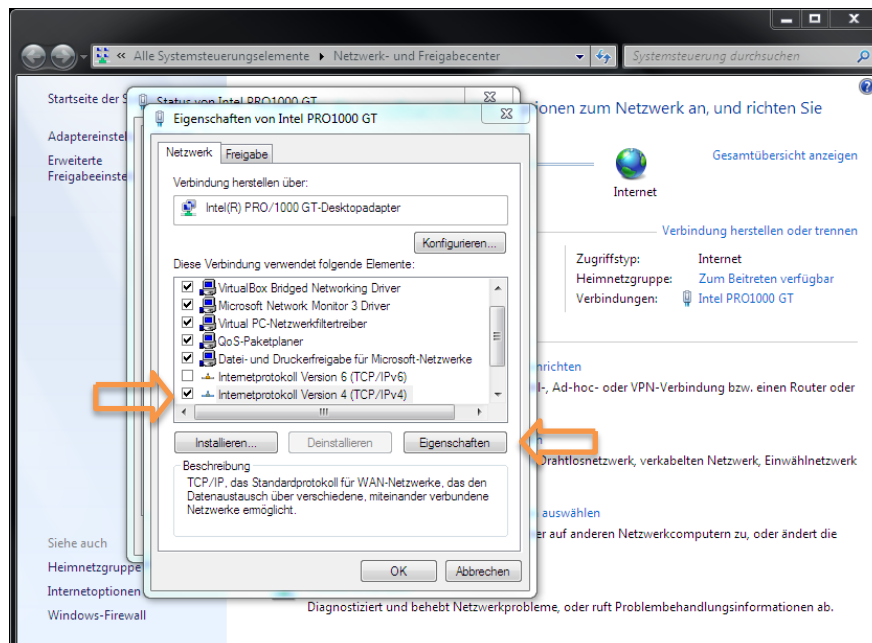 « Alle Systemsteuerungselemente ▸ Netzwerk- und Freigabecenter
Systemsteuerung durchsuchen
Startseite der S
Adaptereinstel
Erweiterte
Freigabeeinste
Siehe auch
Heimnetzgruppe
Internetoptionen
Windows-Firewall
Status von Intel PRO1000 GT
Eigenschaften von Intel PRO1000 GT
Netzwerk
Freigabe
Verbindung herstellen über:
Intel(R) PRO/1000 GT-Desktopadapter
Konfigurieren...
Diese Verbindung verwendet folgende Elemente:
VirtualBox Bridged Networking Driver
Microsoft Network Monitor 3 Driver
Virtual PC-Netzwerkfiltertreiber
QoS-Paketplaner
Datei- und Druckerfreigabe für Microsoft-Netzwerke
Internetprotokoll Version 6 (TCP/IPv6)
Internetprotokoll Version 4 (TCP/IPv4)
Installieren...
Deinstallieren
Eigenschaften
Beschreibung
TCP/IP, das Standardprotokoll für WAN-Netzwerke, das den
Datenaustausch über verschiedene, miteinander verbundene
Netzwerke ermöglicht.
OK
Abbrechen
ionen zum Netzwerk an, und richten Sie
Gesamtübersicht anzeigen
Internet
Verbindung herstellen oder trennen
Zugriffstyp: Internet
Heimnetzgruppe: Zum Beitreten verfügbar
Verbindungen: Intel PRO1000 GT
nrichten
l-, Ad-hoc- oder VPN-Verbindung bzw. einen Router oder
n
Drahtlosnetzwerk, verkabelten Netzwerk, Einwählnetzwerk
auswählen
er auf anderen Netzwerkcomputern zu, oder ändert die
Diagnostiziert und behebt Netzwerkprobleme, oder ruft Problembehandlungsinformationen ab.